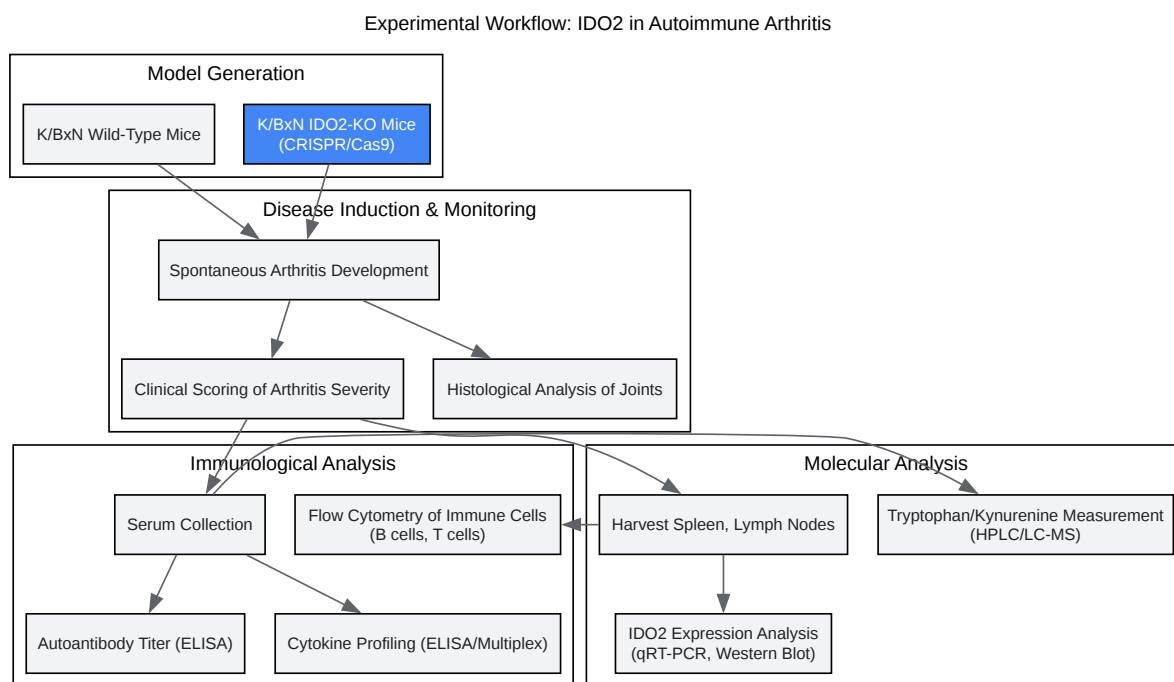 Experimental Workflow: IDO2 in Autoimmune Arthritis
Model Generation
K/BxN Wild-Type Mice
K/BxN IDO2-KO Mice
(CRISPR/Cas9)
Disease Induction & Monitoring
Spontaneous Arthritis Development
Clinical Scoring of Arthritis Severity
Histological Analysis of Joints
Immunological Analysis
Serum Collection
Flow Cytometry of Immune Cells
(B cells, T cells)
Autoantibody Titer (ELISA)
Cytokine Profiling (ELISA/Multiplex)
Molecular Analysis
Harvest Spleen, Lymph Nodes
Tryptophan/Kynurenine Measurement
(HPLC/LC-MS)
IDO2 Expression Analysis
(qRT-PCR, Western Blot)